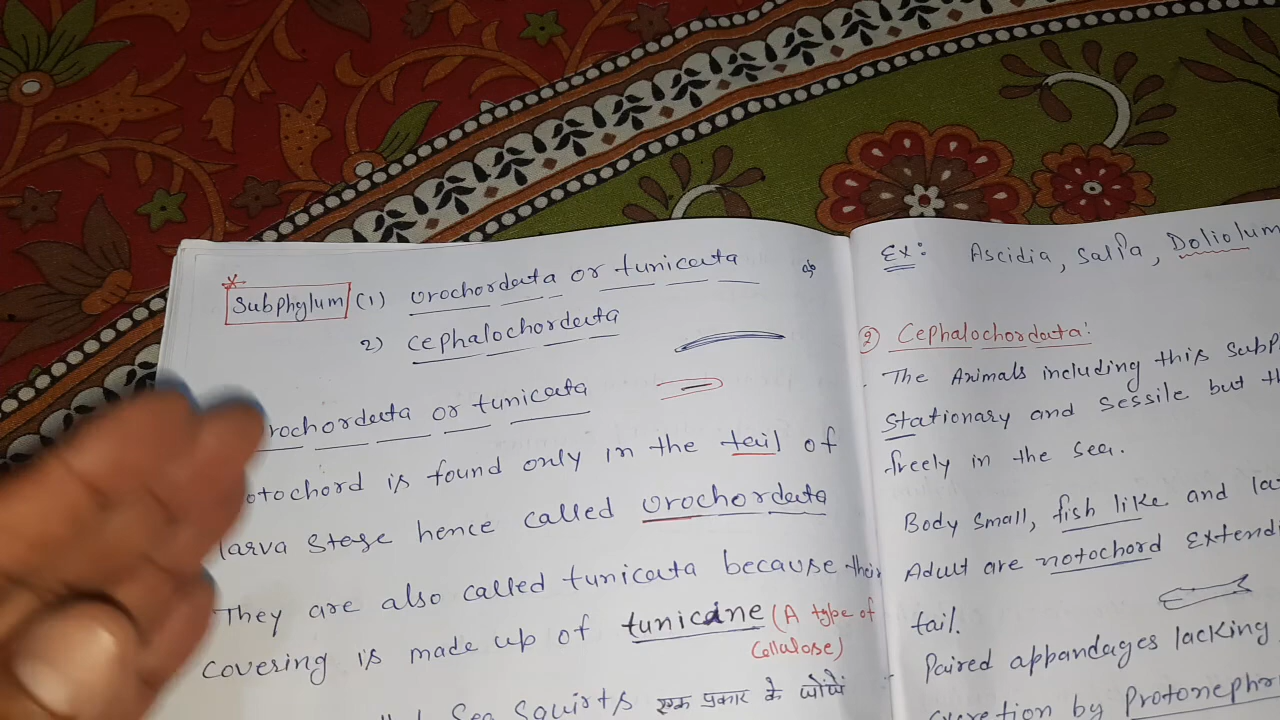 Subphylum (1) Urochordata or tunicata
2) Cephalochordata
rochordata or tunicata
otochord is found only in the tail of
larva Stage hence called Urochordata
They are also called tunicata because their
covering is made up of tunicine (A type of
Cellulose)
Sea Squirts एक प्रकार के
Ex: Ascidia, Salpa, Doliolum
2) Cephalochordata:
The Animals including this Subp
Stationary and Sessile but th
freely in the sea.
Body Small, fish like and la
Adult are notochord Extendi
tail.
Paired appandages lacking
Excretion by Protonephr